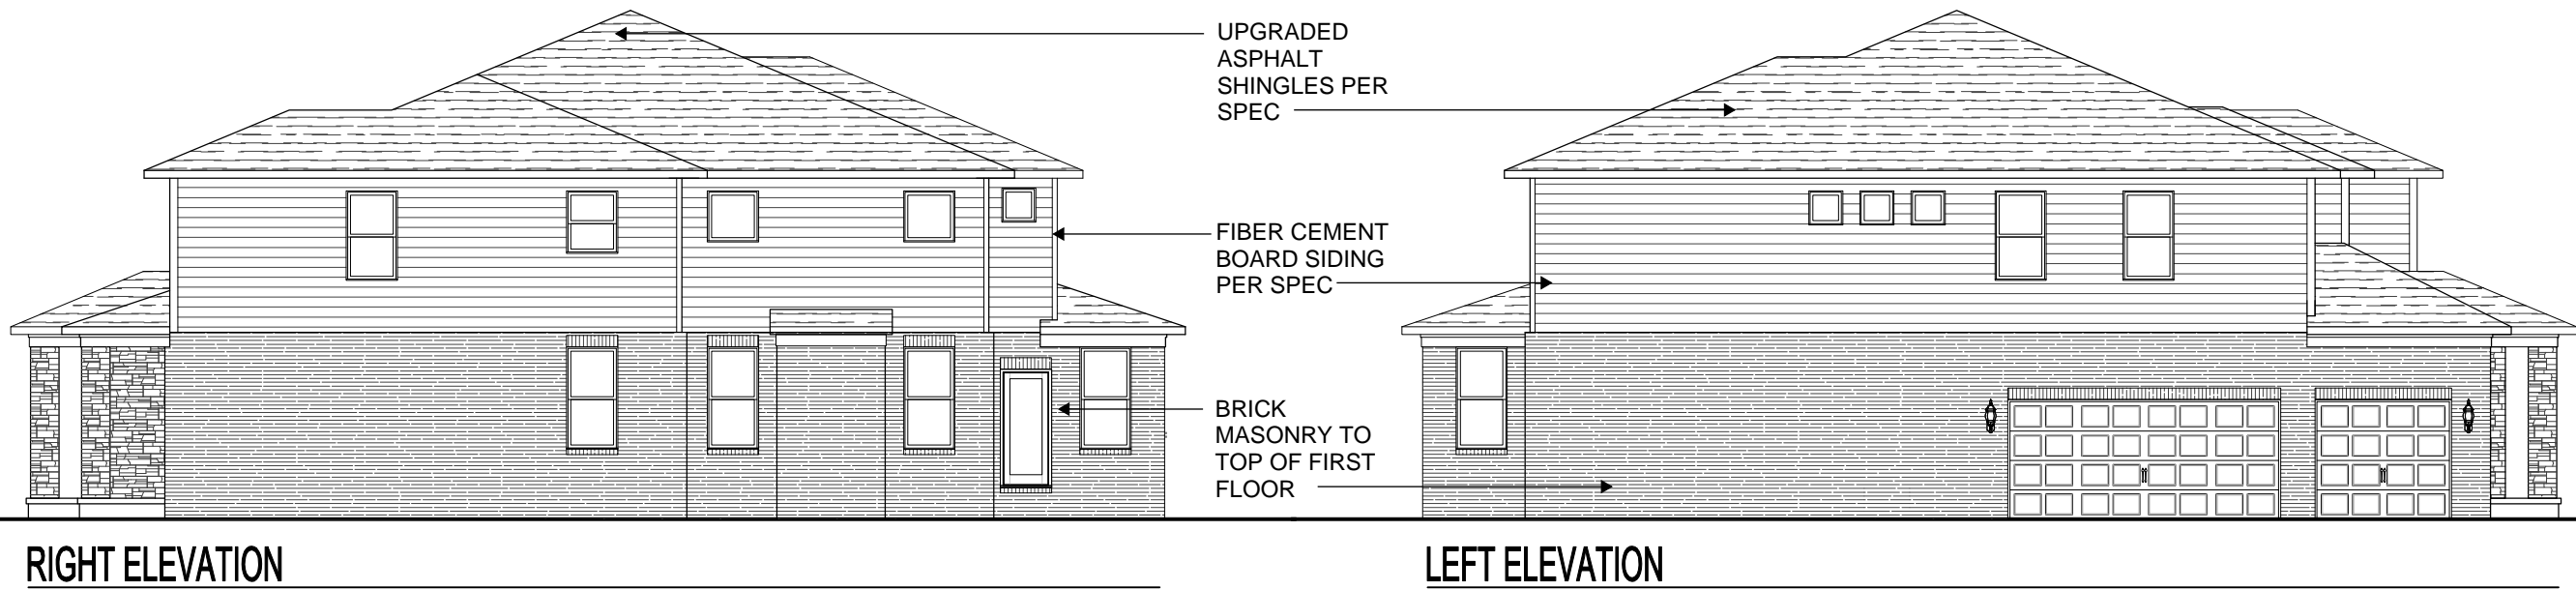 UPGRADED
ASPHALT
SHINGLES PER
SPEC
FIBER CEMENT
BOARD SIDING
PER SPEC
BRICK
MASONRY TO
TOP OF FIRST
FLOOR
RIGHT ELEVATION
LEFT ELEVATION